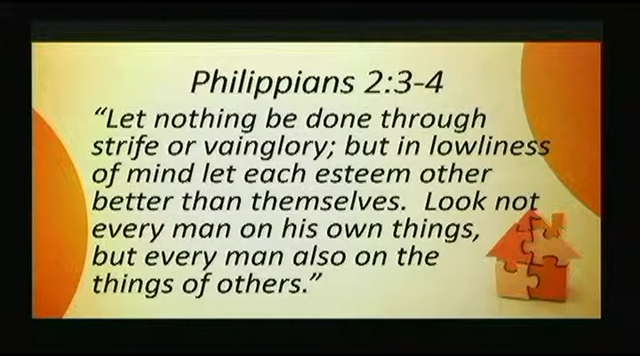 Philippians 2:3-4
“Let nothing be done through
strife or vainglory; but in lowliness
of mind let each esteem other
better than themselves.  Look not
every man on his own things,
but every man also on the
things of others.”